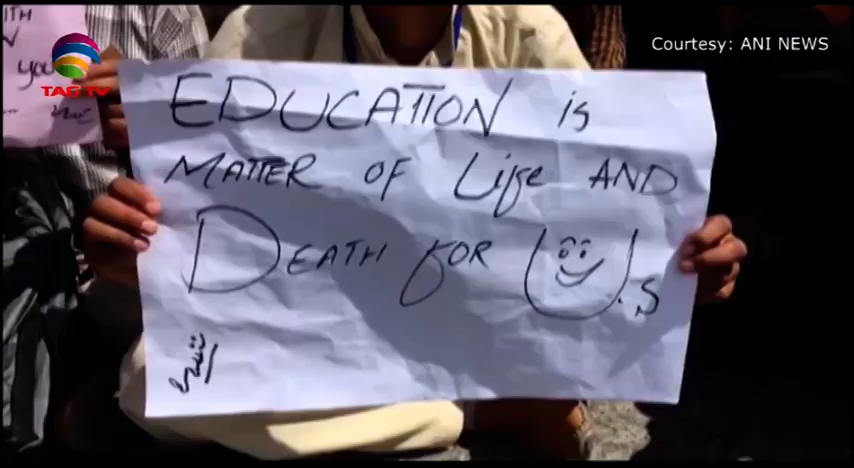 Courtesy: ANI NEWS
TAG TV
EDUCATION is
MATTER OF Life AND
DEATH FOR U.S